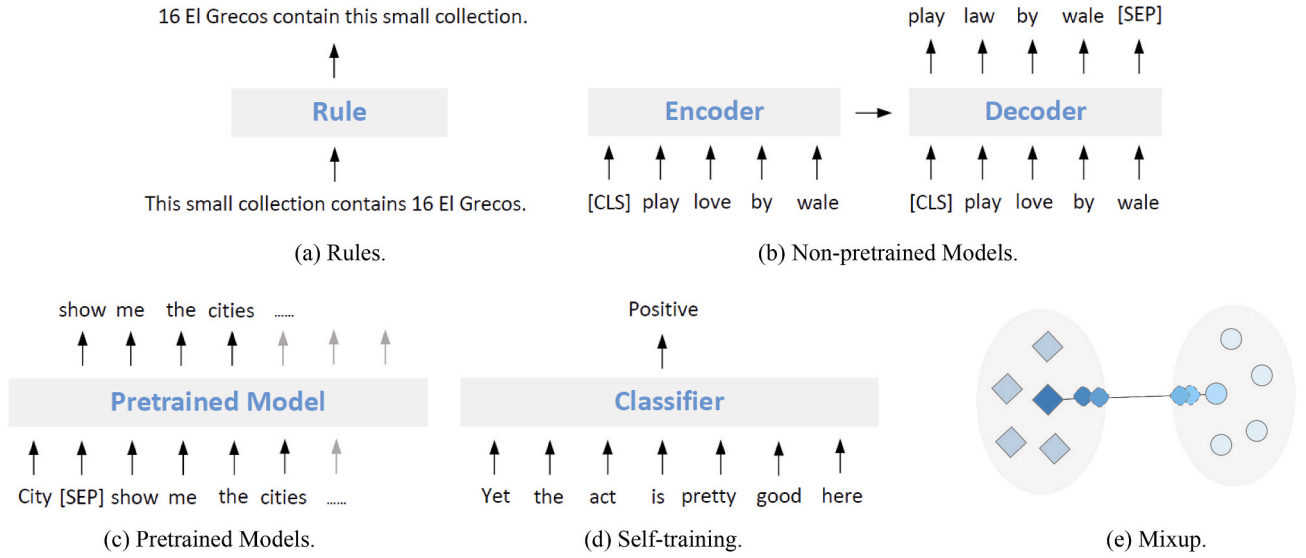 16 El Grecos contain this small collection.
Rule
This small collection contains 16 El Grecos.
(a) Rules.
play law by wale [SEP]
Encoder Decoder
[CLS] play love by wale [CLS] play love by wale
(b) Non-pretrained Models.
show me the cities ......
Pretrained Model
City [SEP] show me the cities ......
(c) Pretrained Models.
Positive
Classifier
Yet the act is pretty good here
(d) Self-training.
(e) Mixup.